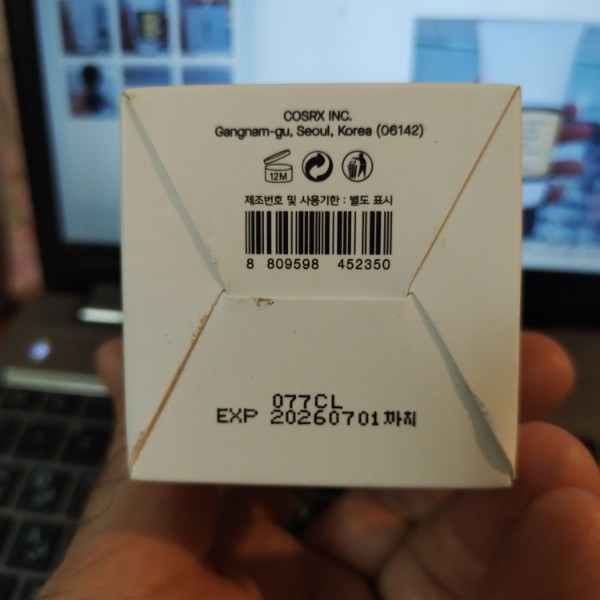 COSRX INC.
Gangnam-gu, Seoul, Korea (06142)
12M
제조번호 및 사용기한 : 별도 표시
8 809598 452350
077CL
EXP 20260701까지